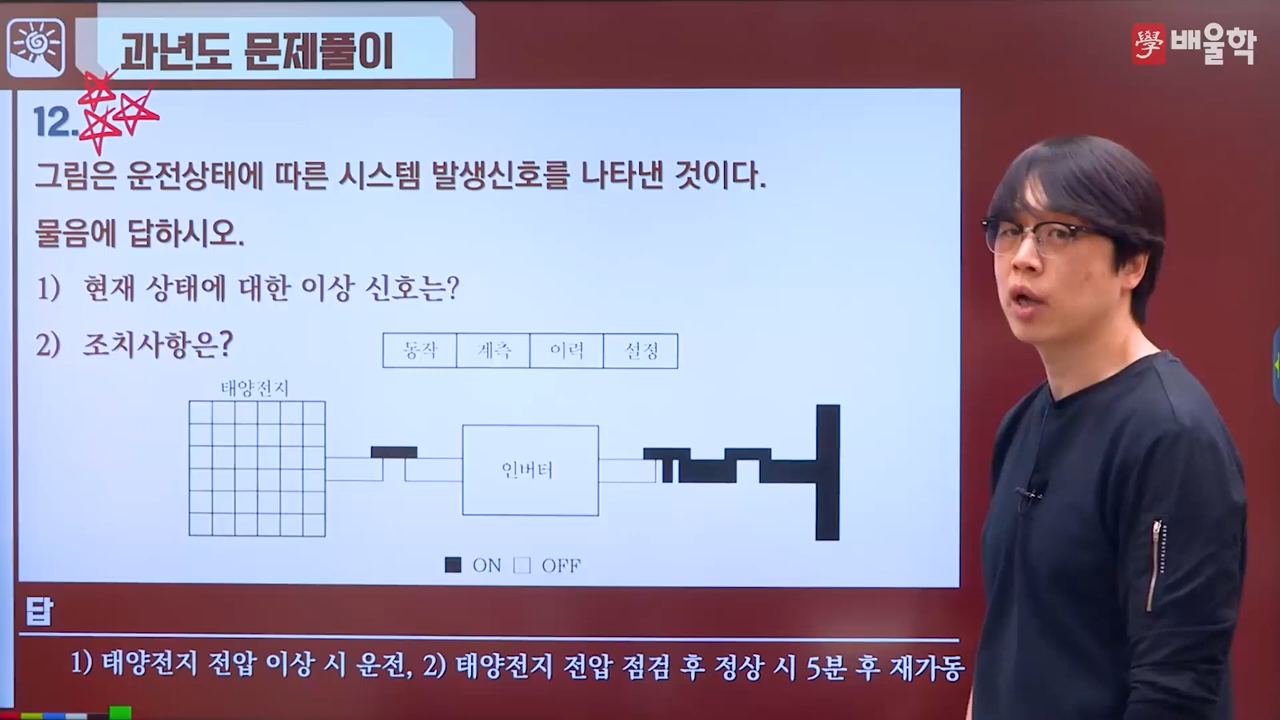 과년도 문제풀이
學 배울학
12.
그림은 운전상태에 따른 시스템 발생신호를 나타낸 것이다.
물음에 답하시오.
1) 현재 상태에 대한 이상 신호는?
2) 조치사항은?
동작 계측 이력 설정
태양전지
인버터
ON OFF
답
1) 태양전지 전압 이상 시 운전, 2) 태양전지 전압 점검 후 정상 시 5분 후 재가동